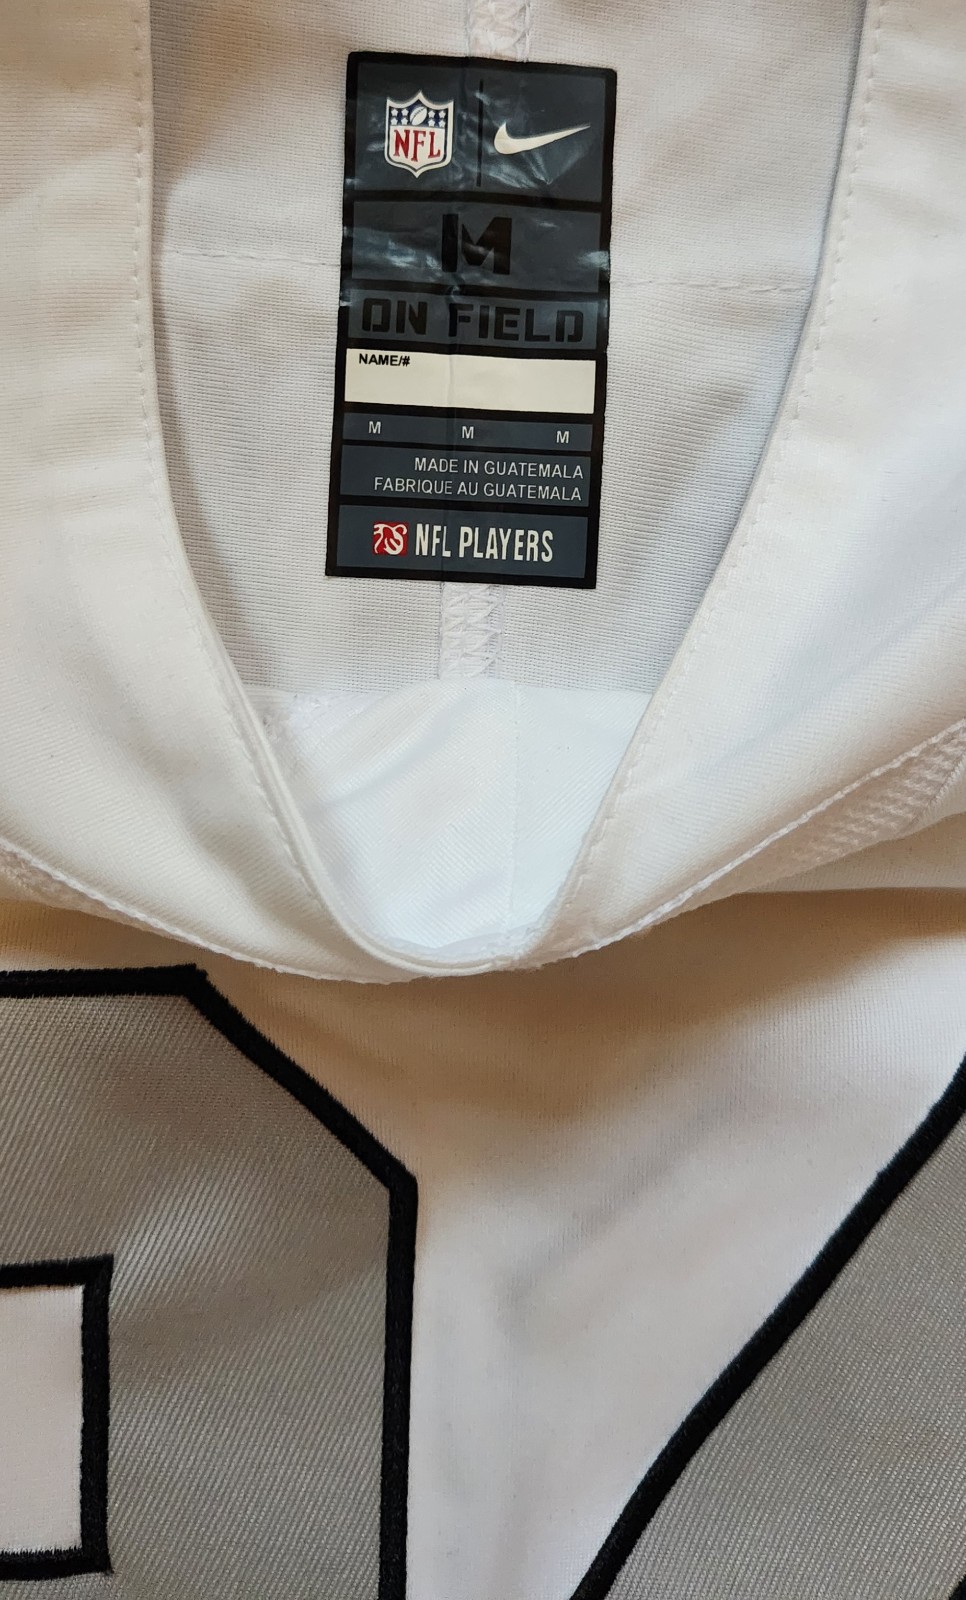 NFL
M
ON FIELD
NAME/#
M M M
MADE IN GUATEMALA
FABRIQUE AU GUATEMALA
NFL PLAYERS